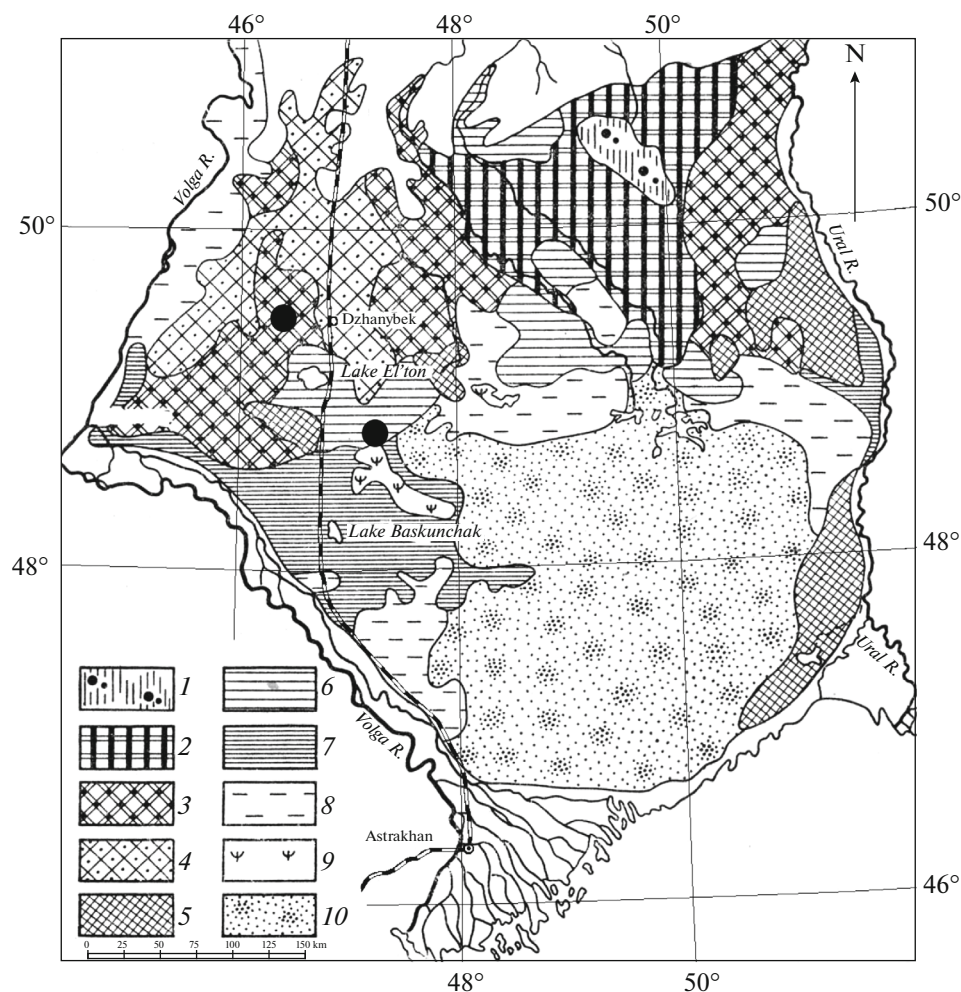 46° 48° 50°
N
Volga R.
50° 50°
Ural R.
Dzhanybek
Lake El'ton
Lake Baskunchak
48° 48°
Ural R.
1 6
2 7
Volga R.
3 8
Astrakhan
4 9
46°
5 10
0 25 50 75 100 125 150 km
48° 50°